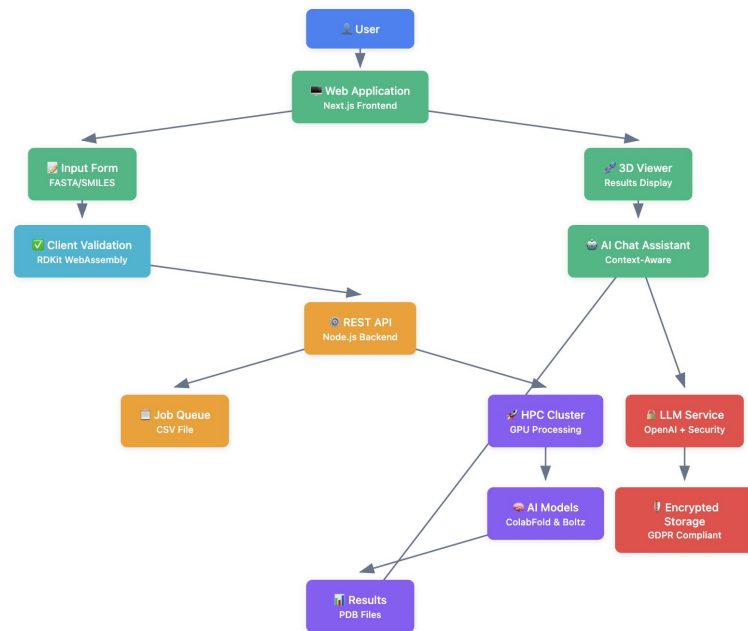 User
Web Application
Next.js Frontend
Input Form
FASTA/SMILES
3D Viewer
Results Display
Client Validation
RDKit WebAssembly
AI Chat Assistant
Context-Aware
REST API
Node.js Backend
Job Queue
CSV File
HPC Cluster
GPU Processing
LLM Service
OpenAI + Security
AI Models
ColabFold & Boltz
Encrypted
Storage
GDPR Compliant
Results
PDB Files